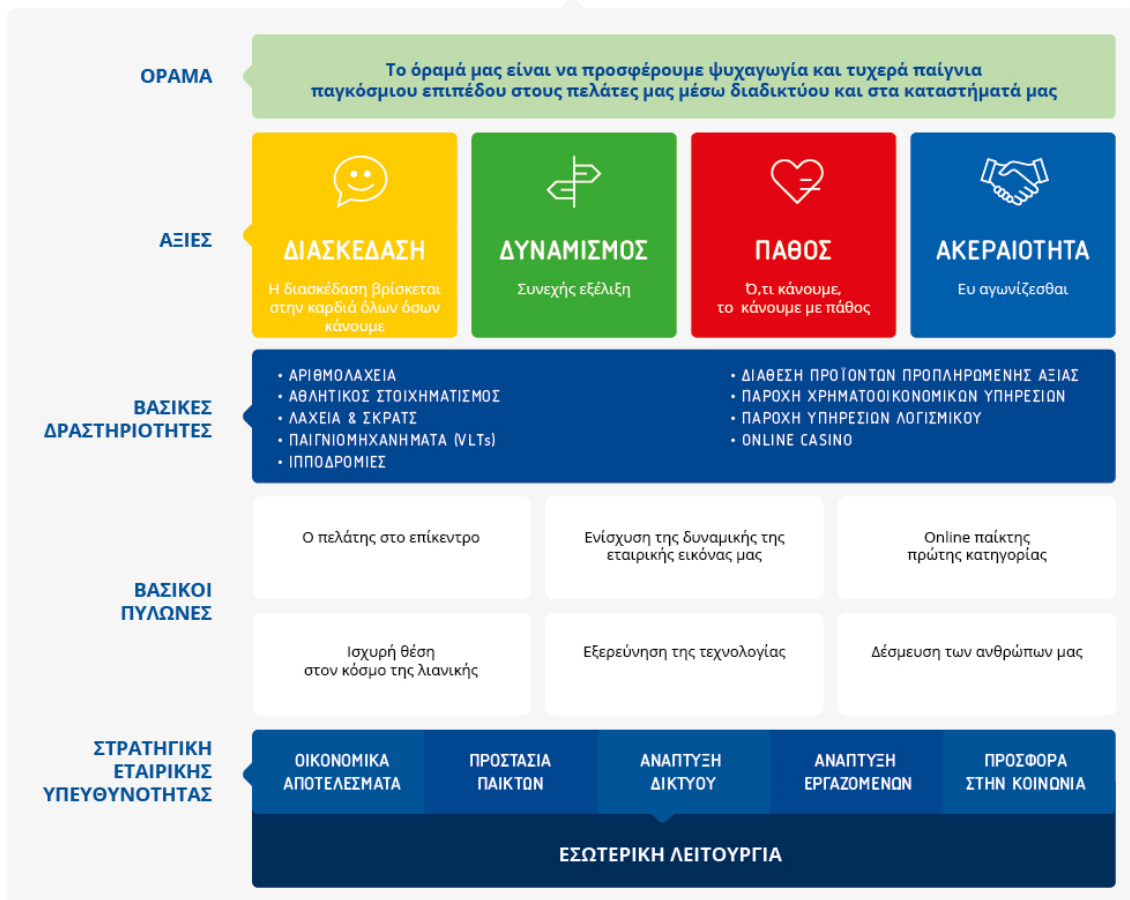 ΟΡΑΜΑ
Το όραμά μας είναι να προσφέρουμε ψυχαγωγία και τυχερά παίγνια
παγκόσμιου επιπέδου στους πελάτες μας μέσω διαδικτύου και στα καταστήματά μας
ΑΞΙΕΣ
ΔΙΑΣΚΕΔΑΣΗ
Η διασκέδαση βρίσκεται
στην καρδιά όλων όσων
κάνουμε
ΔΥΝΑΜΙΣΜΟΣ
Συνεχής εξέλιξη
ΠΑΘΟΣ
Ό,τι κάνουμε,
το κάνουμε με πάθος
ΑΚΕΡΑΙΟΤΗΤΑ
Ευ αγωνίζεσθαι
ΒΑΣΙΚΕΣ
ΔΡΑΣΤΗΡΙΟΤΗΤΕΣ
• ΑΡΙΘΜΟΛΑΧΕΙΑ
• ΑΘΛΗΤΙΚΟΣ ΣΤΟΙΧΗΜΑΤΙΣΜΟΣ
• ΛΑΧΕΙΑ & ΣΚΡΑΤΣ
• ΠΑΙΓΝΙΟΜΗΧΑΝΗΜΑΤΑ (VLTs)
• ΙΠΠΟΔΡΟΜΙΕΣ
• ΔΙΑΘΕΣΗ ΠΡΟΪΟΝΤΩΝ ΠΡΟΠΛΗΡΩΜΕΝΗΣ ΑΞΙΑΣ
• ΠΑΡΟΧΗ ΧΡΗΜΑΤΟΟΙΚΟΝΟΜΙΚΩΝ ΥΠΗΡΕΣΙΩΝ
• ΠΑΡΟΧΗ ΥΠΗΡΕΣΙΩΝ ΛΟΓΙΣΜΙΚΟΥ
• ONLINE CASINO
ΒΑΣΙΚΟΙ
ΠΥΛΩΝΕΣ
Ο πελάτης στο επίκεντρο
Ενίσχυση της δυναμικής της
εταιρικής εικόνας μας
Online παίκτης
πρώτης κατηγορίας
Ισχυρή θέση
στον κόσμο της λιανικής
Εξερεύνηση της τεχνολογίας
Δέσμευση των ανθρώπων μας
ΣΤΡΑΤΗΓΙΚΗ
ΕΤΑΙΡΙΚΗΣ
ΥΠΕΥΘΥΝΟΤΗΤΑΣ
ΟΙΚΟΝΟΜΙΚΑ
ΑΠΟΤΕΛΕΣΜΑΤΑ
ΠΡΟΣΤΑΣΙΑ
ΠΑΙΚΤΩΝ
ΑΝΑΠΤΥΞΗ
ΔΙΚΤΥΟΥ
ΑΝΑΠΤΥΞΗ
ΕΡΓΑΖΟΜΕΝΩΝ
ΠΡΟΣΦΟΡΑ
ΣΤΗΝ ΚΟΙΝΩΝΙΑ
ΕΣΩΤΕΡΙΚΗ ΛΕΙΤΟΥΡΓΙΑ